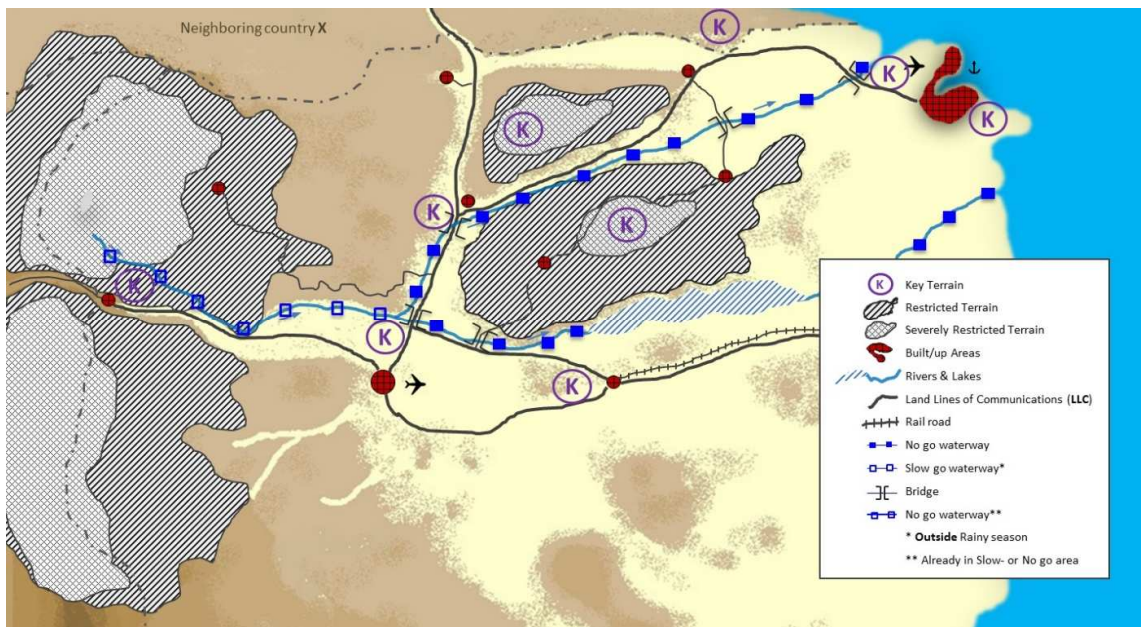 Neighboring country X
K
K
K
K
K
K
K
K
K
K
K Key Terrain
Restricted Terrain
Severely Restricted Terrain
Built/up Areas
Rivers & Lakes
Land Lines of Communications (LLC)
Rail road
No go waterway
Slow go waterway*
Bridge
No go waterway**
* Outside Rainy season
** Already in Slow- or No go area